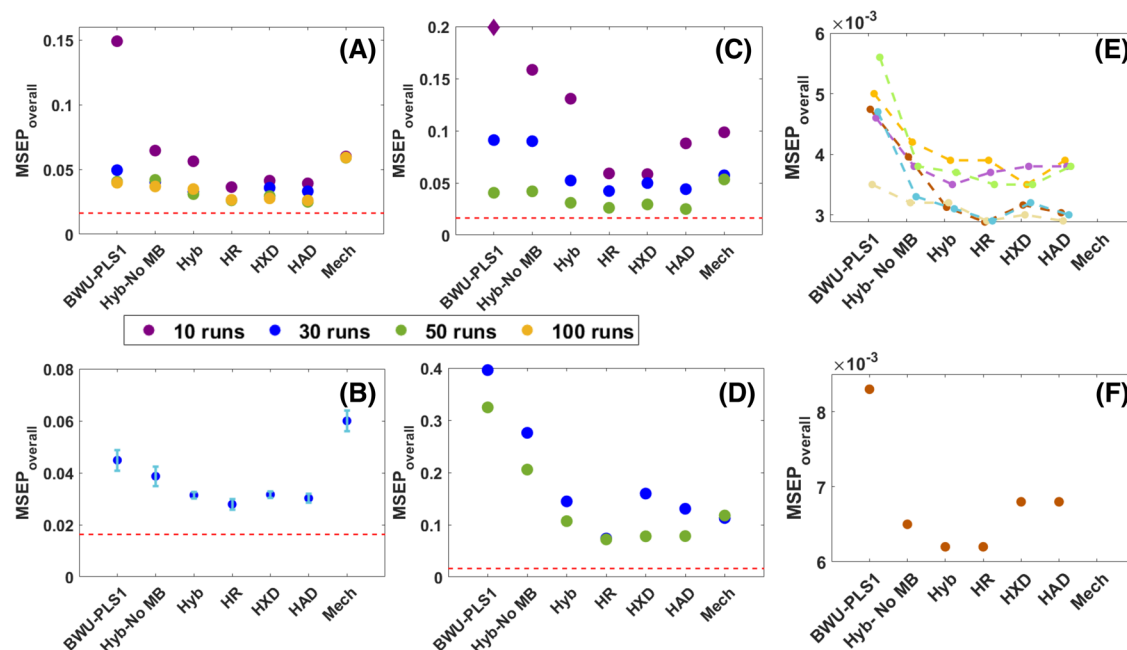 (A)
0.15
0.1
0.05
0
MSEP overall
BWU-PLS1
Hyb-No MB
Hyb
HR
HXD
HAD
Mech
(C)
0.2
0.15
0.1
0.05
0
MSEP overall
BWU-PLS1
Hyb-No MB
Hyb
HR
HXD
HAD
Mech
(E)
×10-3
6
5
4
3
MSEP overall
BWU-PLS1
Hyb- No MB
Hyb
HR
HXD
HAD
Mech
10 runs 30 runs 50 runs 100 runs
(B)
0.08
0.06
0.04
0.02
0
MSEP overall
BWU-PLS1
Hyb-No MB
Hyb
HR
HXD
HAD
Mech
(D)
0.4
0.3
0.2
0.1
0
MSEP overall
BWU-PLS1
Hyb-No MB
Hyb
HR
HXD
HAD
Mech
(F)
×10-3
8
7
6
MSEP overall
BWU-PLS1
Hyb- No MB
Hyb
HR
HXD
HAD
Mech